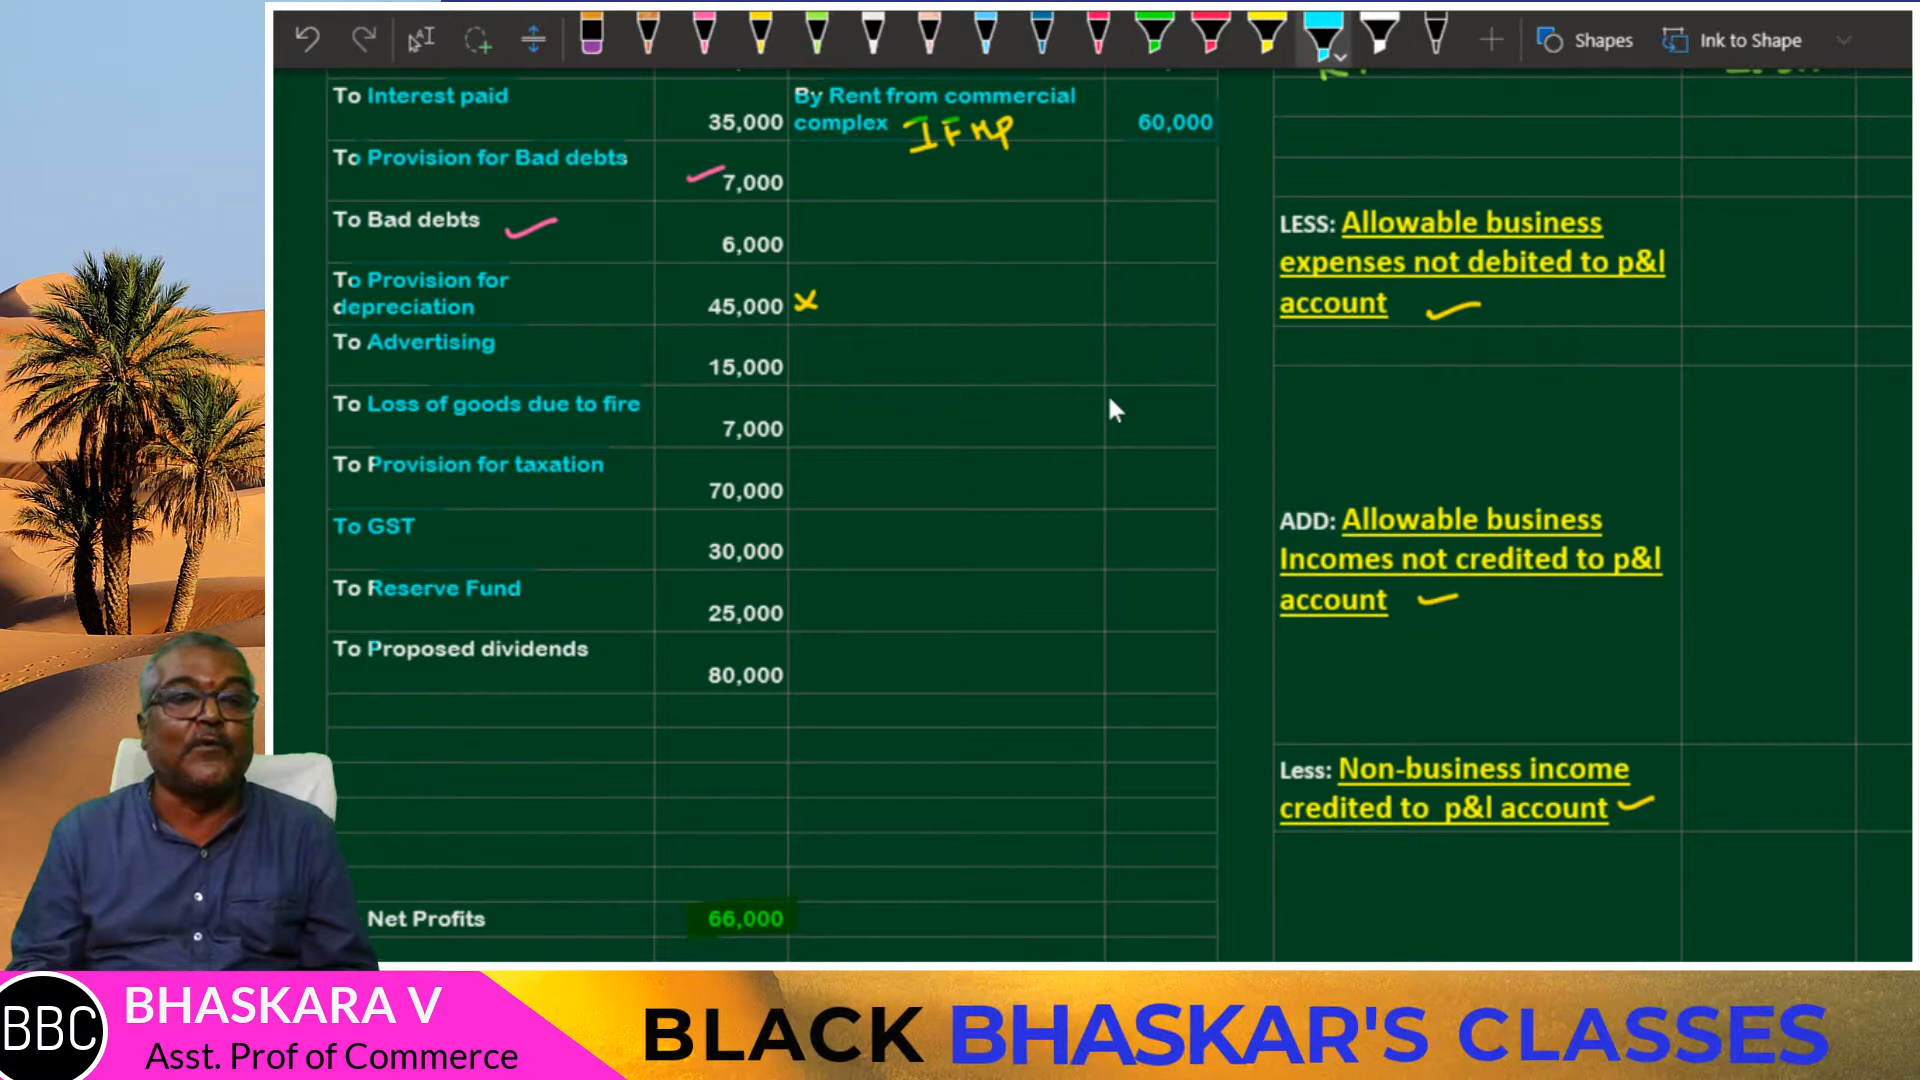 Shapes
Ink to Shape
To Interest paid
35,000
By Rent from commercial
complex
IFHP
60,000
To Provision for Bad debts
7,000
To Bad debts
6,000
To Provision for
depreciation
45,000
To Advertising
15,000
To Loss of goods due to fire
7,000
To Provision for taxation
70,000
To GST
30,000
To Reserve Fund
25,000
To Proposed dividends
80,000
Net Profits
66,000
LESS: Allowable business
expenses not debited to p&l
account
ADD: Allowable business
Incomes not credited to p&l
account
Less: Non-business income
credited to p&l account
BBC
BHASKARA V
Asst. Prof of Commerce
BLACK BHASKAR'S CLASSES